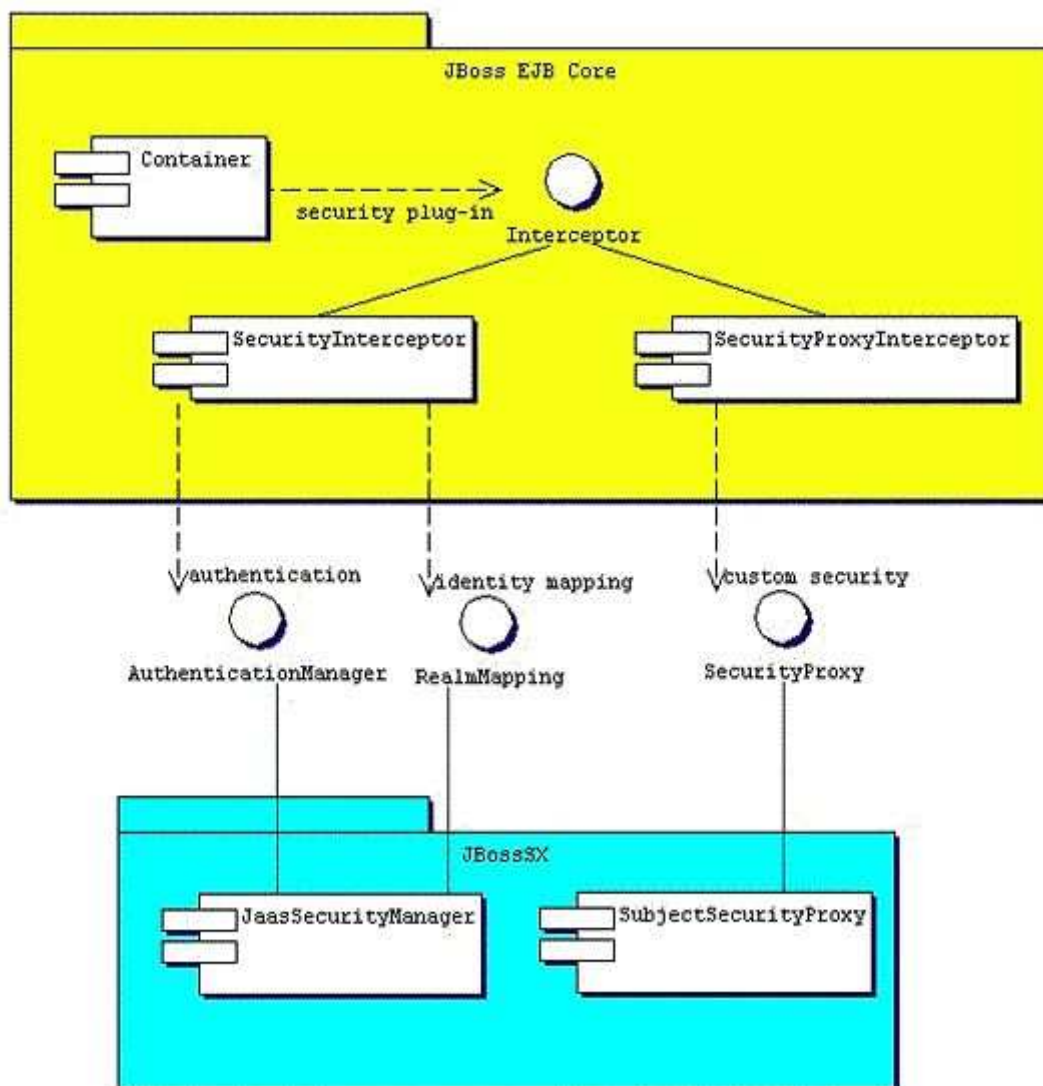 JBoss EJB Core
Container
security plug-in
Interceptor
SecurityInterceptor
SecurityProxyInterceptor
authentication
identity mapping
custom security
AuthenticationManager
RealmMapping
SecurityProxy
JBossSX
JaasSecurityManager
SubjectSecurityProxy